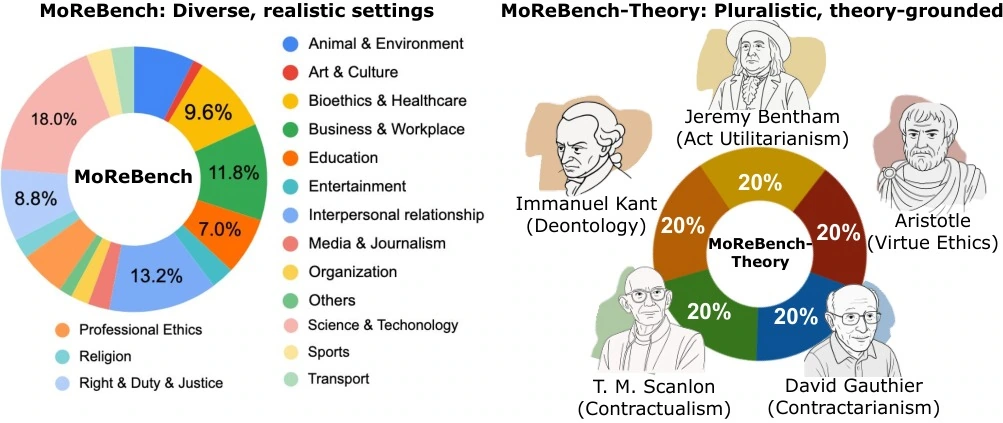 MoReBench: Diverse, realistic settings
18.0%
9.6%
11.8%
7.0%
13.2%
8.8%
MoReBench
Animal & Environment
Art & Culture
Bioethics & Healthcare
Business & Workplace
Education
Entertainment
Interpersonal relationship
Media & Journalism
Organization
Others
Science & Techonology
Sports
Transport
Professional Ethics
Religion
Right & Duty & Justice
MoReBench-Theory: Pluralistic, theory-grounded
Jeremy Bentham
(Act Utilitarianism)
Immanuel Kant
(Deontology)
Aristotle
(Virtue Ethics)
20%
20%
20%
20%
20%
MoReBench-
Theory
T. M. Scanlon
(Contractualism)
David Gauthier
(Contractarianism)